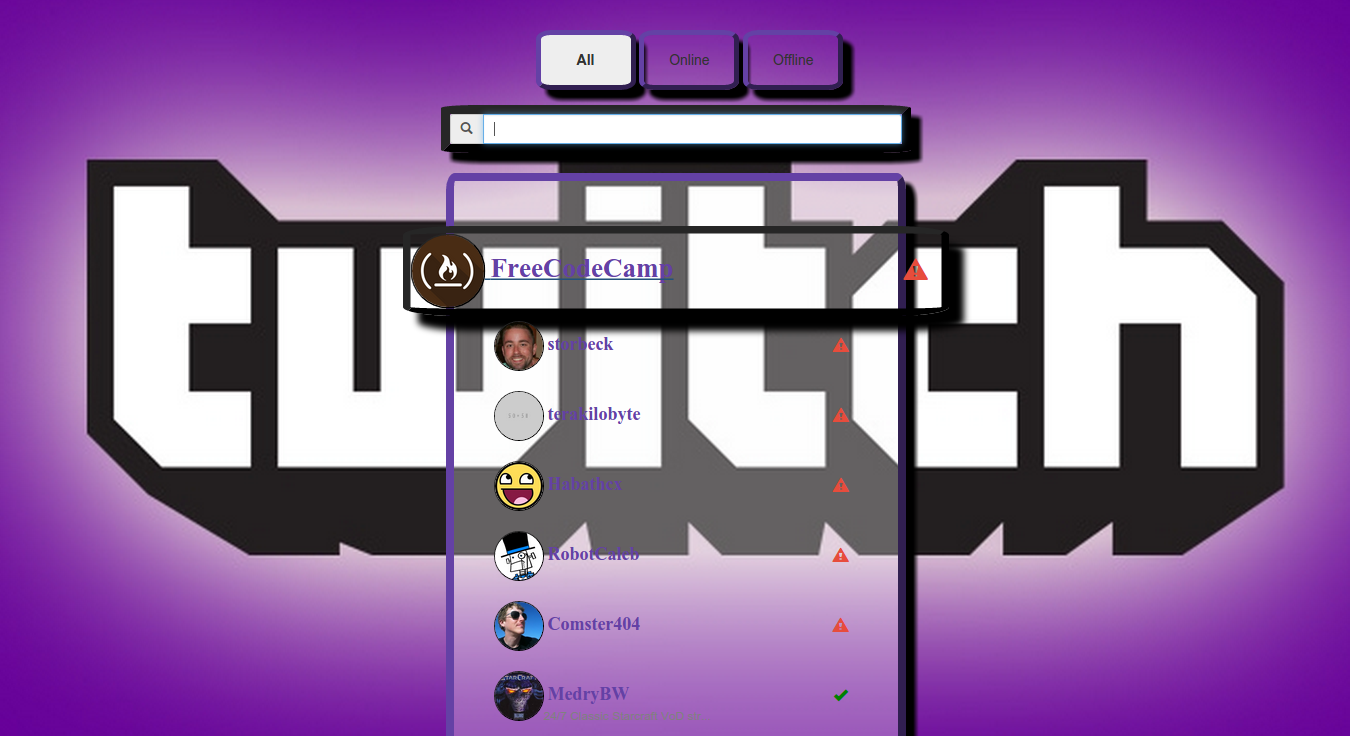 All
Online
Offline
twitch
FreeCodeCamp
storbeck
terakilobyte
Habathcx
RobotCaleb
Comster404
MedryBW